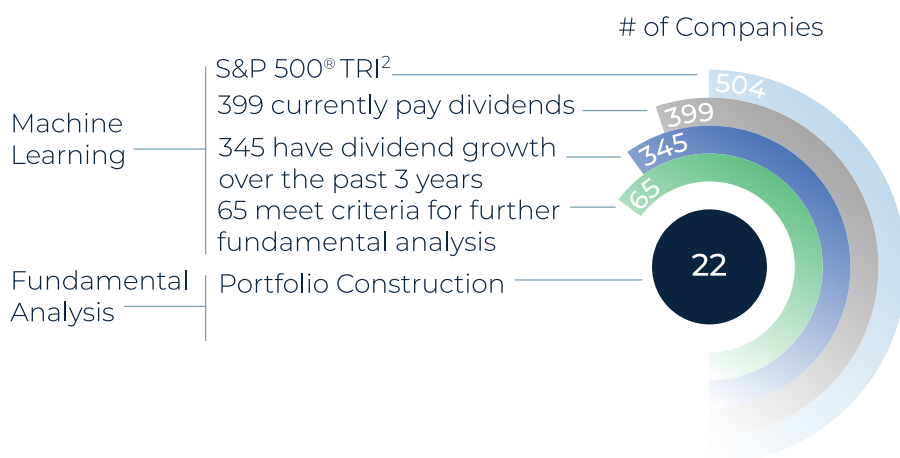 # of Companies
S&P 500® TRI²
504
399 currently pay dividends
399
Machine
Learning
345 have dividend growth
over the past 3 years
345
65 meet criteria for further
fundamental analysis
65
Fundamental
Analysis
Portfolio Construction
22